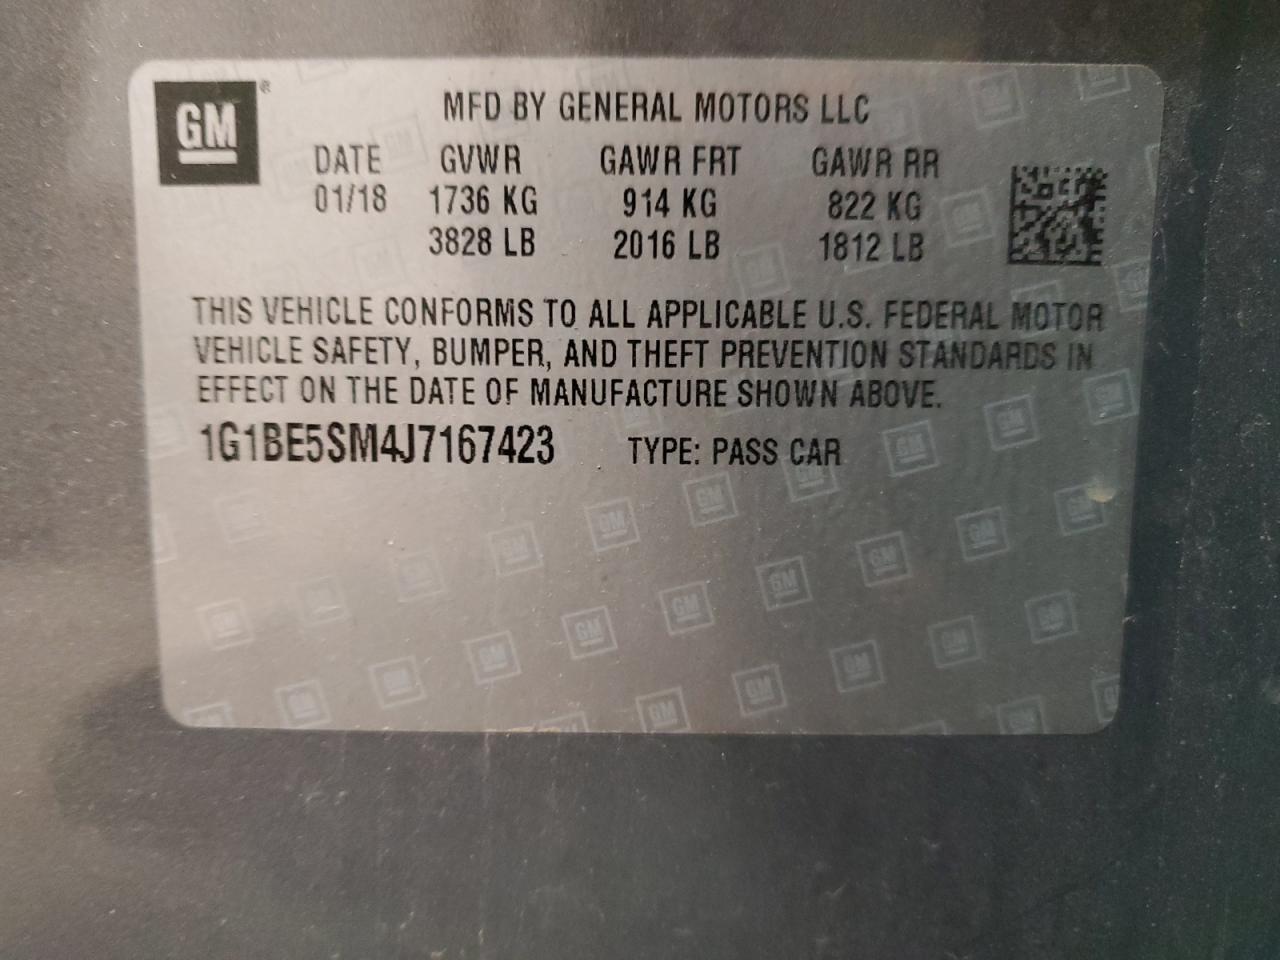 GM®
MFD BY GENERAL MOTORS LLC
DATE GVWR GAWR FRT GAWR RR
01/18 1736 KG 914 KG 822 KG
3828 LB 2016 LB 1812 LB
THIS VEHICLE CONFORMS TO ALL APPLICABLE U.S. FEDERAL MOTOR
VEHICLE SAFETY, BUMPER, AND THEFT PREVENTION STANDARDS IN
EFFECT ON THE DATE OF MANUFACTURE SHOWN ABOVE.
1G1BE5SM4J7167423 TYPE: PASS CAR